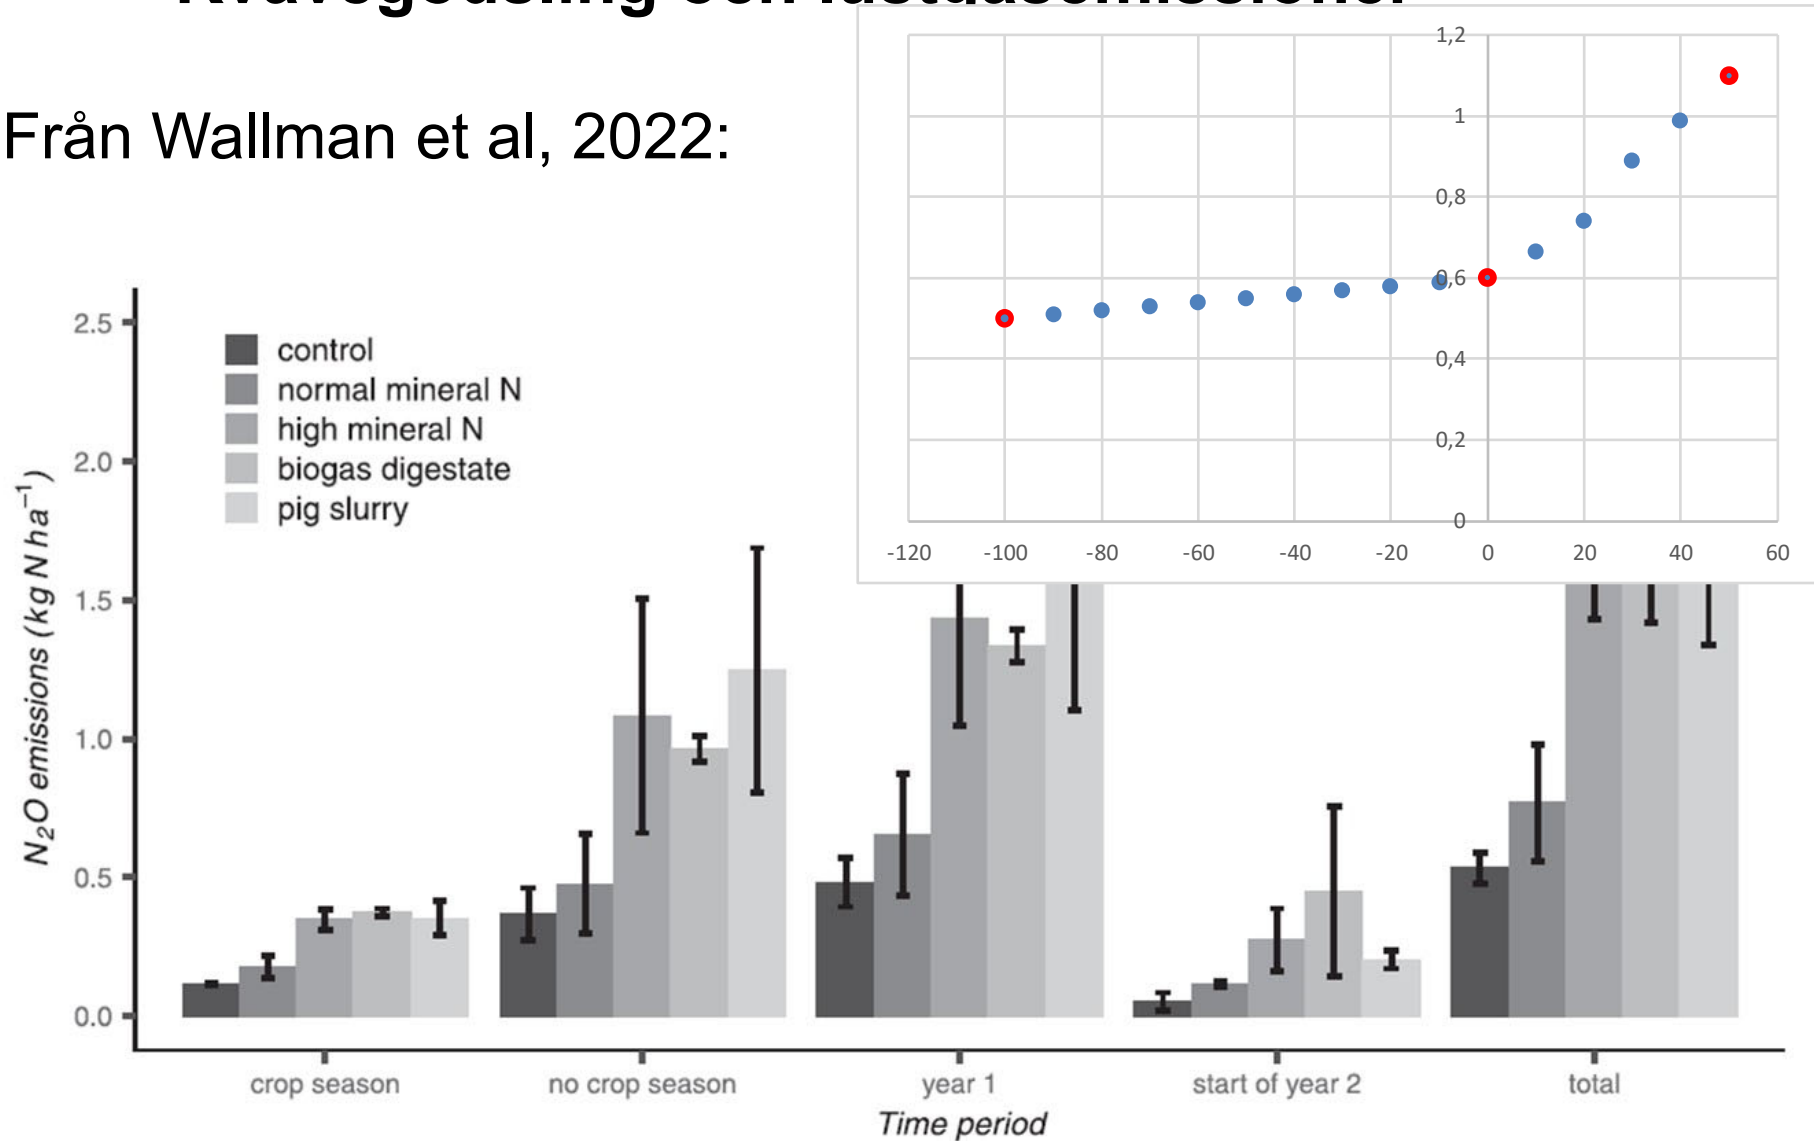 Från Wallman et al, 2022:
1,2
1
0,8
0,6
0,4
0,2
0
-120 -100 -80 -60 -40 -20 0 20 40 60
2.5
2.0
1.5
1.0
0.5
0.0
N₂O emissions (kg N ha⁻¹)
control
normal mineral N
high mineral N
biogas digestate
pig slurry
crop season no crop season year 1 start of year 2 total
Time period